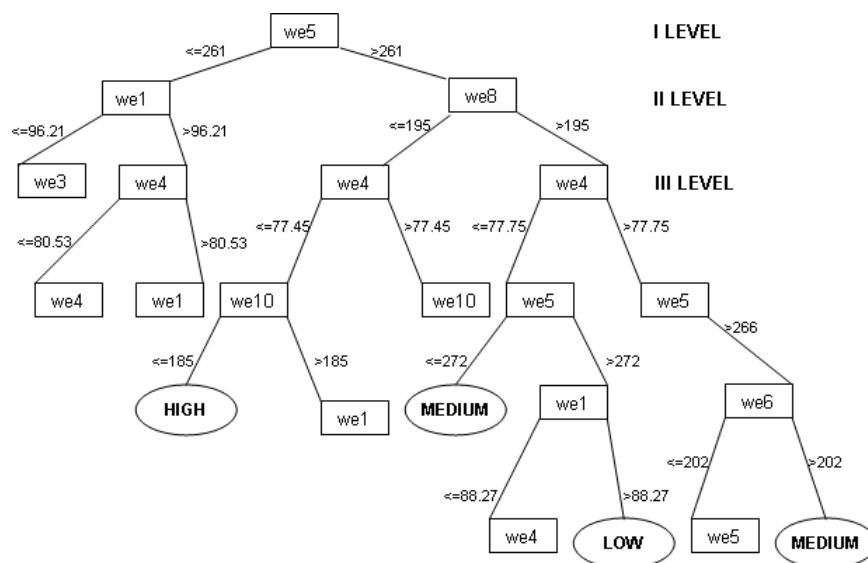 we5
I LEVEL
<=261
>261
we1
we8
II LEVEL
<=96.21
>96.21
<=195
>195
we3
we4
we4
we4
III LEVEL
<=80.53
>80.53
<=77.45
>77.45
<=77.75
>77.75
we4
we1
we10
we10
we5
we5
<=185
>185
<=272
>272
>266
HIGH
we1
MEDIUM
we1
we6
<=88.27
>88.27
<=202
>202
we4
LOW
we5
MEDIUM